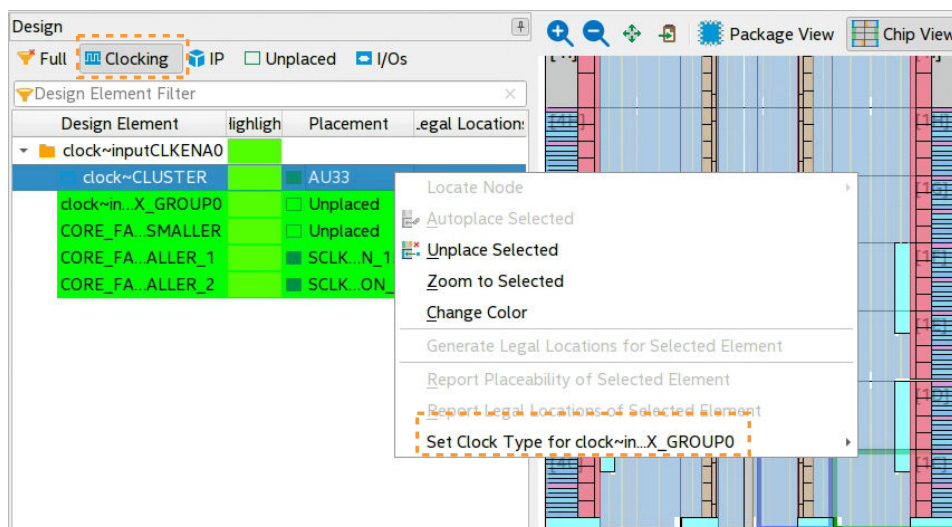 Design
Full Clocking IP Unplaced I/Os
Design Element Filter
Design Element Highligh Placement Legal Locations
clock~inputCLKENA0
clock~CLUSTER AU33
clock~in...X_GROUP0 Unplaced
CORE_FA...SMALLER Unplaced
CORE_FA...ALLER_1 SCLK...N_1
CORE_FA...ALLER_2 SCLK...ON_
Locate Node
Autoplace Selected
Unplace Selected
Zoom to Selected
Change Color
Generate Legal Locations for Selected Element
Report Placeability of Selected Element
Report Legal Locations of Selected Element
Set Clock Type for clock~in...X_GROUP0
Package View Chip View